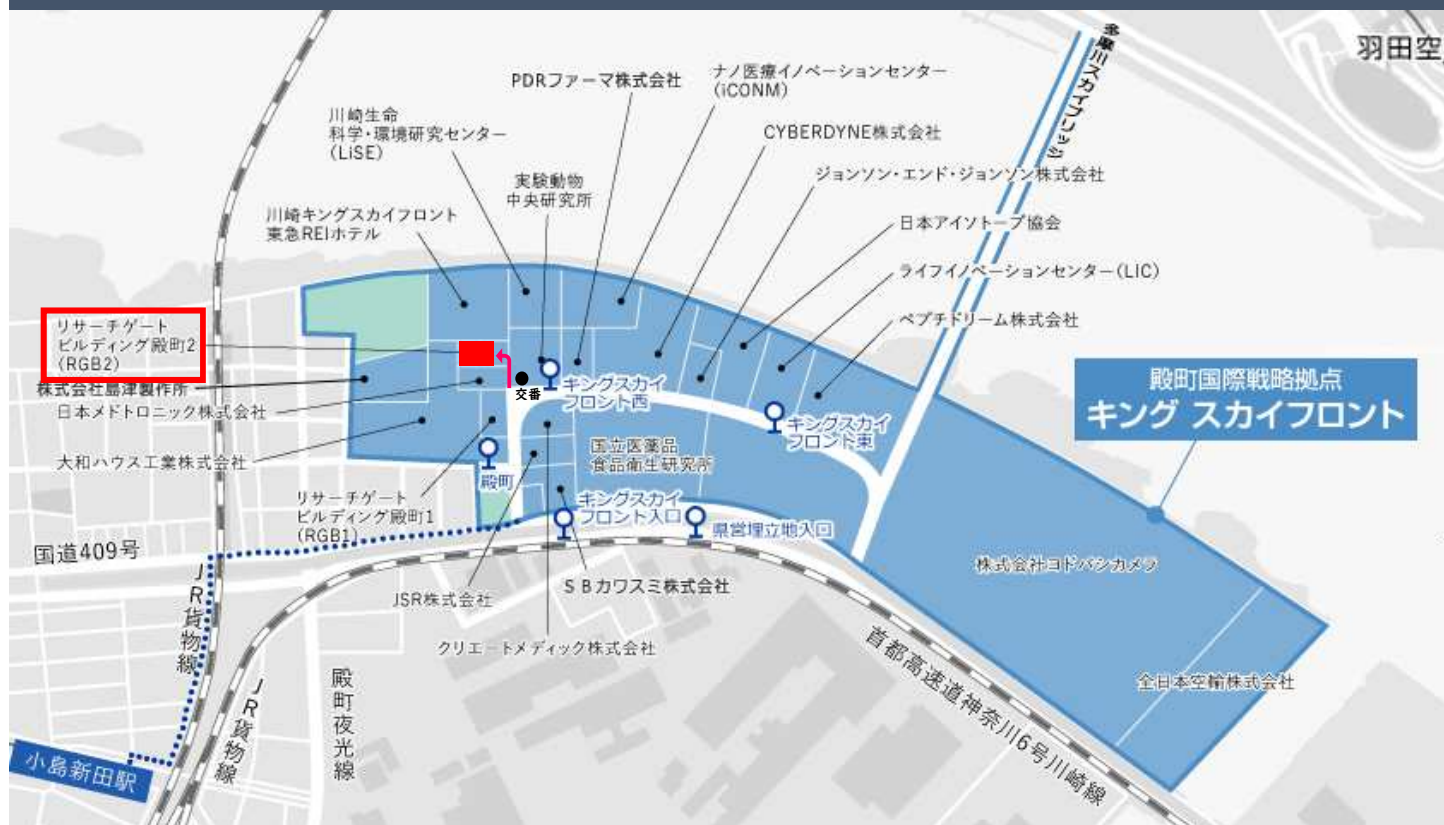 羽田空
多摩川スカイブリッジ
ナノ医療イノベーションセンター
(iCONM)
PDRファーマ株式会社
川崎生命
科学・環境研究センター
(LiSE)
CYBERDYNE株式会社
実験動物
中央研究所
ジョンソン・エンド・ジョンソン株式会社
川崎キングスカイフロント
東急REIホテル
日本アイソトープ協会
ライフイノベーションセンター(LIC)
ペプチドリーム株式会社
リサーチゲート
ビルディング殿町2
(RGB2)
株式会社島津製作所
日本メドトロニック株式会社
大和ハウス工業株式会社
交番
キングスカイ
フロント西
キングスカイ
フロント東
殿町国際戦略拠点
キング スカイフロント
国立医薬品
食品衛生研究所
殿町
リサーチゲート
ビルディング殿町1
(RGB1)
キングスカイ
フロント入口
県営埋立地入口
国道409号
株式会社ヨドバシカメラ
JSR株式会社
SBカワスミ株式会社
クリエートメディック株式会社
JR貨物線
JR貨物線
殿町夜光線
首都高速道神奈川6号川崎線
全日本空輸株式会社
小島新田駅